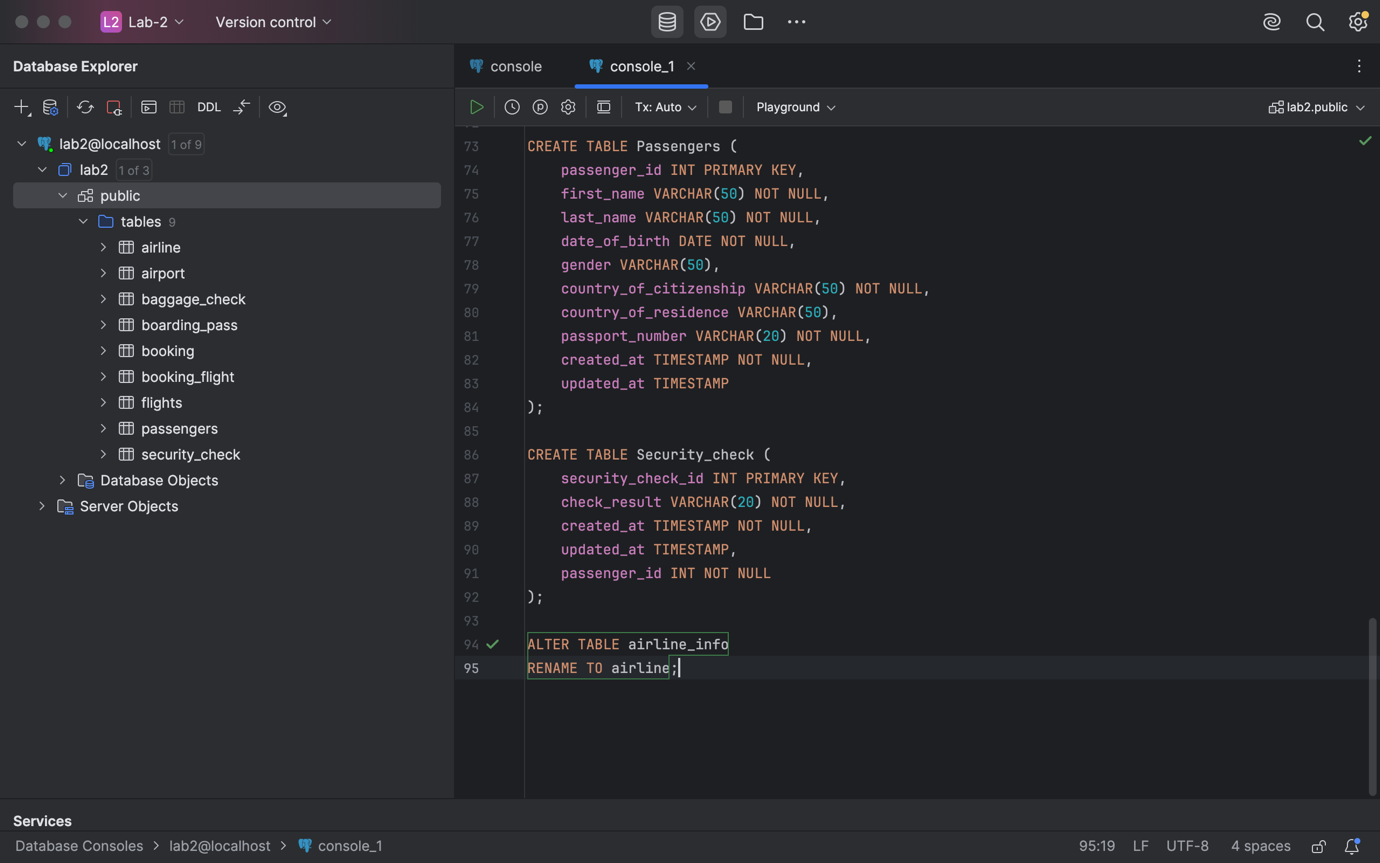 L2 Lab-2 Version control
Database Explorer
console console_1
DDL
Tx: Auto Playground lab2.public
lab2@localhost 1 of 9
lab2 1 of 3
public
tables 9
airline
airport
baggage_check
boarding_pass
booking
booking_flight
flights
passengers
security_check
Database Objects
Server Objects
73 CREATE TABLE Passengers (
74 passenger_id INT PRIMARY KEY,
75 first_name VARCHAR(50) NOT NULL,
76 last_name VARCHAR(50) NOT NULL,
77 date_of_birth DATE NOT NULL,
78 gender VARCHAR(50),
79 country_of_citizenship VARCHAR(50) NOT NULL,
80 country_of_residence VARCHAR(50),
81 passport_number VARCHAR(20) NOT NULL,
82 created_at TIMESTAMP NOT NULL,
83 updated_at TIMESTAMP
84 );
85
86 CREATE TABLE Security_check (
87 security_check_id INT PRIMARY KEY,
88 check_result VARCHAR(20) NOT NULL,
89 created_at TIMESTAMP NOT NULL,
90 updated_at TIMESTAMP,
91 passenger_id INT NOT NULL
92 );
93
94 ALTER TABLE airline_info
95 RENAME TO airline;
Services
Database Consoles > lab2@localhost > console_1
95:19 LF UTF-8 4 spaces